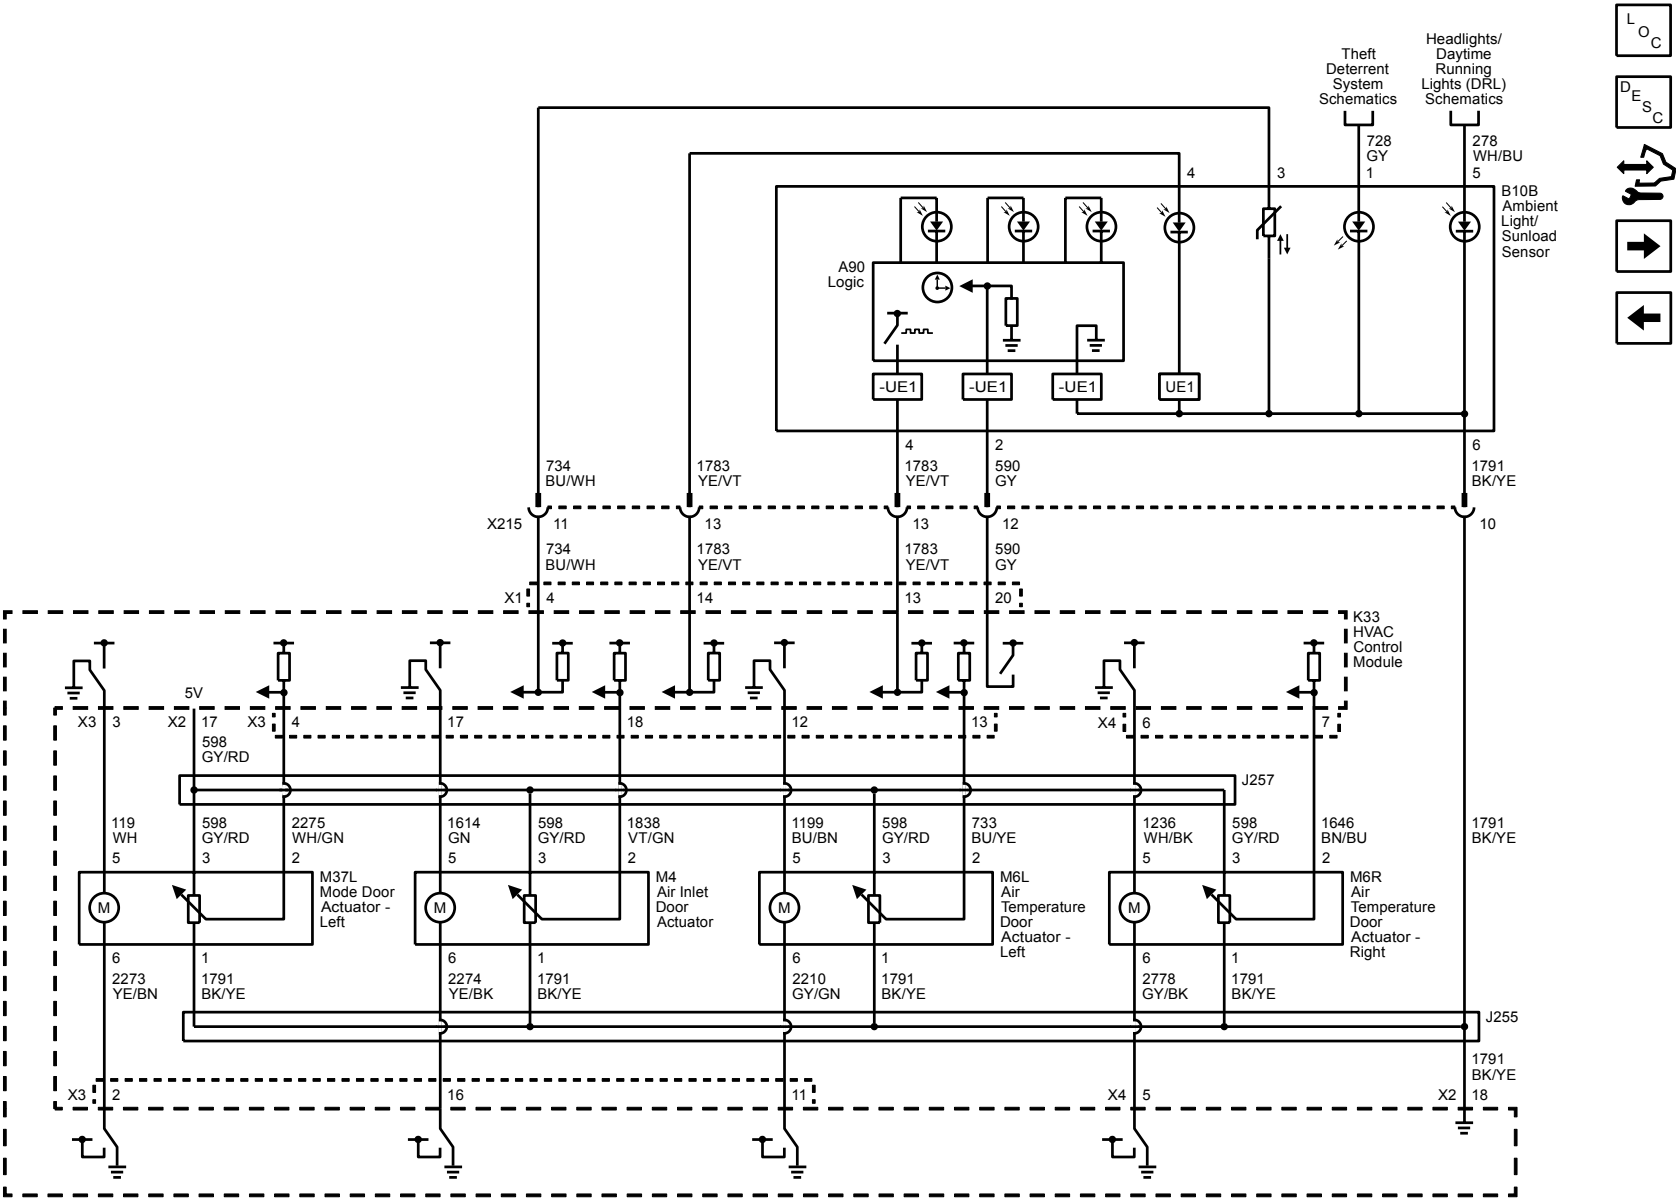 L
O
C
Headlights/
Daytime
Running
Lights (DRL)
Schematics
Theft
Deterrent
System
Schematics
D
E
S
C
728
GY
278
WH/BU
4
3
1
5
B10B
Ambient
Light/
Sunload
Sensor
A90
Logic
-UE1
-UE1
-UE1
UE1
4
2
6
734
BU/WH
1783
YE/VT
1783
YE/VT
590
GY
1791
BK/YE
X215
11
13
13
12
10
734
BU/WH
1783
YE/VT
1783
YE/VT
590
GY
X1
4
14
13
20
K33
HVAC
Control
Module
5V
X3
3
X2
17
X3
4
17
18
12
13
X4
6
7
598
GY/RD
J257
119
WH
598
GY/RD
2275
WH/GN
1614
GN
598
GY/RD
1838
VT/GN
1199
BU/BN
598
GY/RD
733
BU/YE
1236
WH/BK
598
GY/RD
1646
BN/BU
1791
BK/YE
5
3
2
5
3
2
5
3
2
5
3
2
M
M37L
Mode Door
Actuator -
Left
M
M4
Air Inlet
Door
Actuator
M
M6L
Air
Temperature
Door
Actuator -
Left
M
M6R
Air
Temperature
Door
Actuator -
Right
6
1
6
1
6
1
6
1
2273
YE/BN
1791
BK/YE
2274
YE/BK
1791
BK/YE
2210
GY/GN
1791
BK/YE
2778
GY/BK
1791
BK/YE
J255
1791
BK/YE
X3
2
16
11
X4
5
X2
18